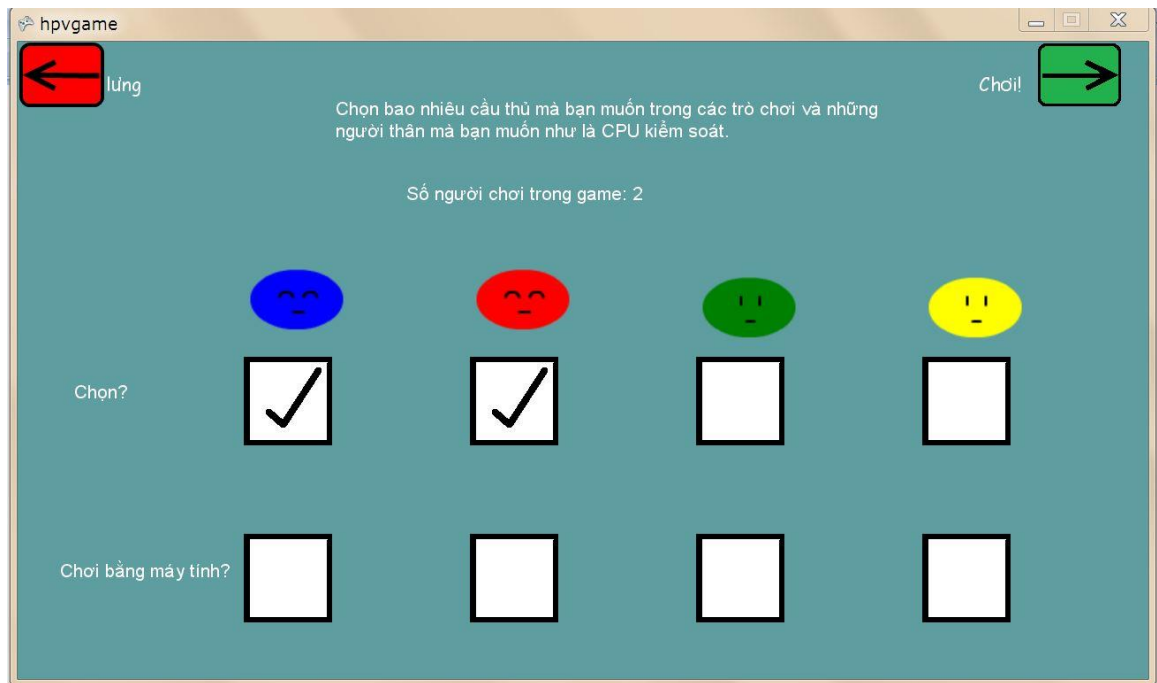 hpvgame
lưng
Chơi!
Chọn bao nhiêu cầu thủ mà bạn muốn trong các trò chơi và những
người thân mà bạn muốn như là CPU kiểm soát.
Số người chơi trong game: 2
Chọn?
Chơi bằng máy tính?